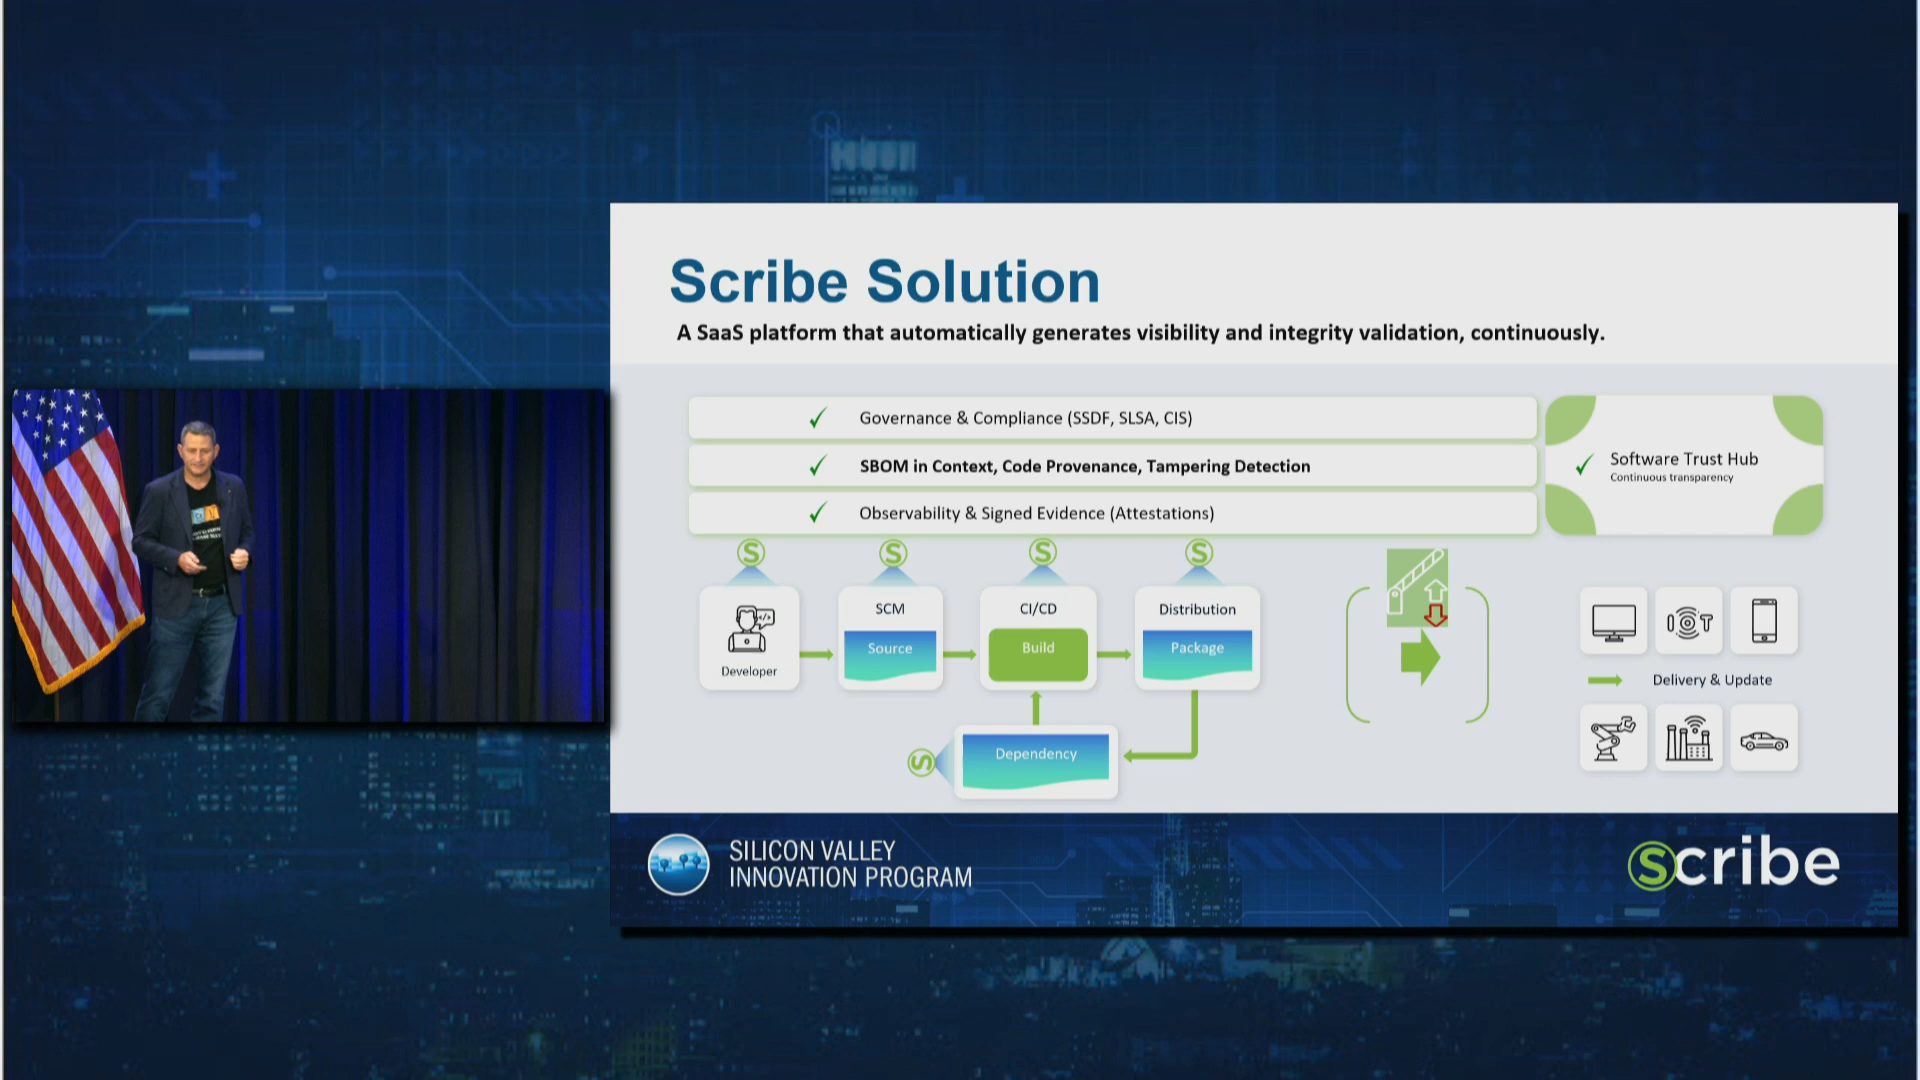 Scribe Solution
A SaaS platform that automatically generates visibility and integrity validation, continuously.
Governance & Compliance (SSDF, SLSA, CIS)
SBOM in Context, Code Provenance, Tampering Detection
Observability & Signed Evidence (Attestations)
Software Trust Hub
Continuous transparency
S S S S
Developer
SCM
Source
CI/CD
Build
Distribution
Package
S
Dependency
IOT
Delivery & Update
SILICON VALLEY
INNOVATION PROGRAM
scribe